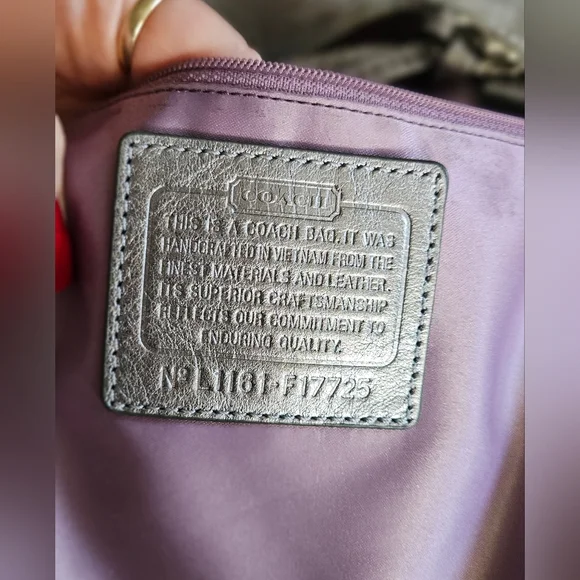 COACH
THIS IS A COACH BAG. IT WAS
HANDCRAFTED IN VIETNAM FROM THE
FINEST MATERIALS AND LEATHER.
ITS SUPERIOR CRAFTSMANSHIP
REFLECTS OUR COMMITMENT TO
ENDURING QUALITY.
No L1181-F17725